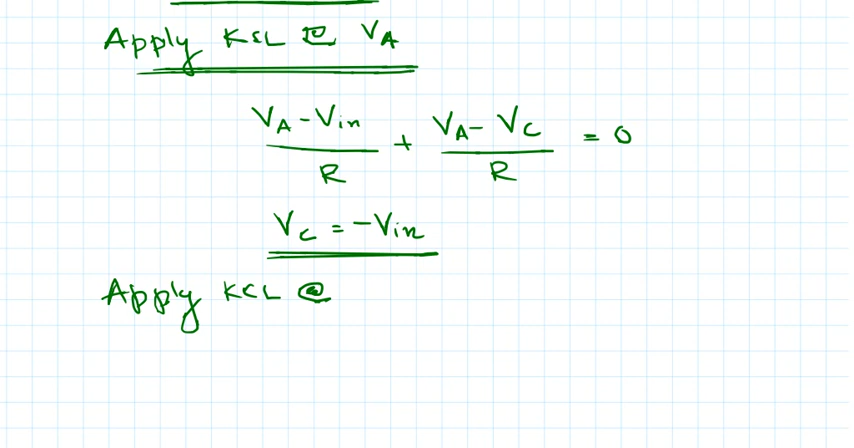 Apply KCL @ VA
VA - Vin / R + VA - VC / R = 0
VC = -Vin
Apply KCL @